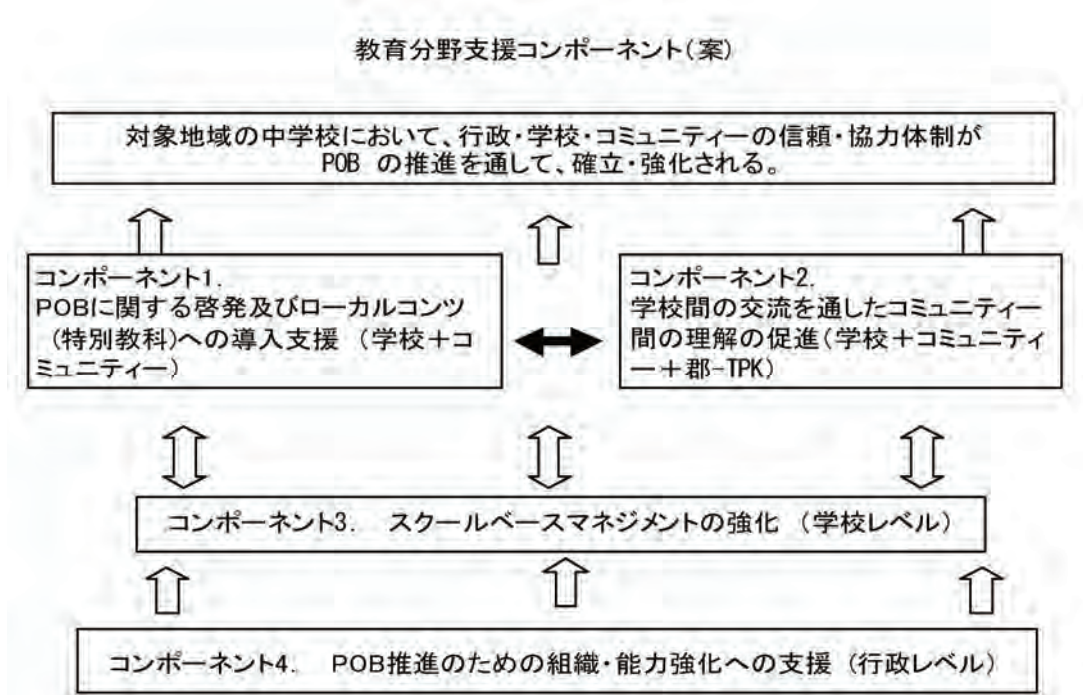 教育分野支援コンポーネント(案)
対象地域の中学校において、行政・学校・コミュニティーの信頼・協力体制が
POB の推進を通して、確立・強化される。
コンポーネント1.
POBに関する啓発及びローカルコンツ
(特別教科)への導入支援 (学校+コ
ミュニティー)
コンポーネント2.
学校間の交流を通したコミュニティー
間の理解の促進(学校+コミュニティ
ー+郡-TPK)
コンポーネント3. スクールベースマネジメントの強化 (学校レベル)
コンポーネント4. POB推進のための組織・能力強化への支援 (行政レベル)